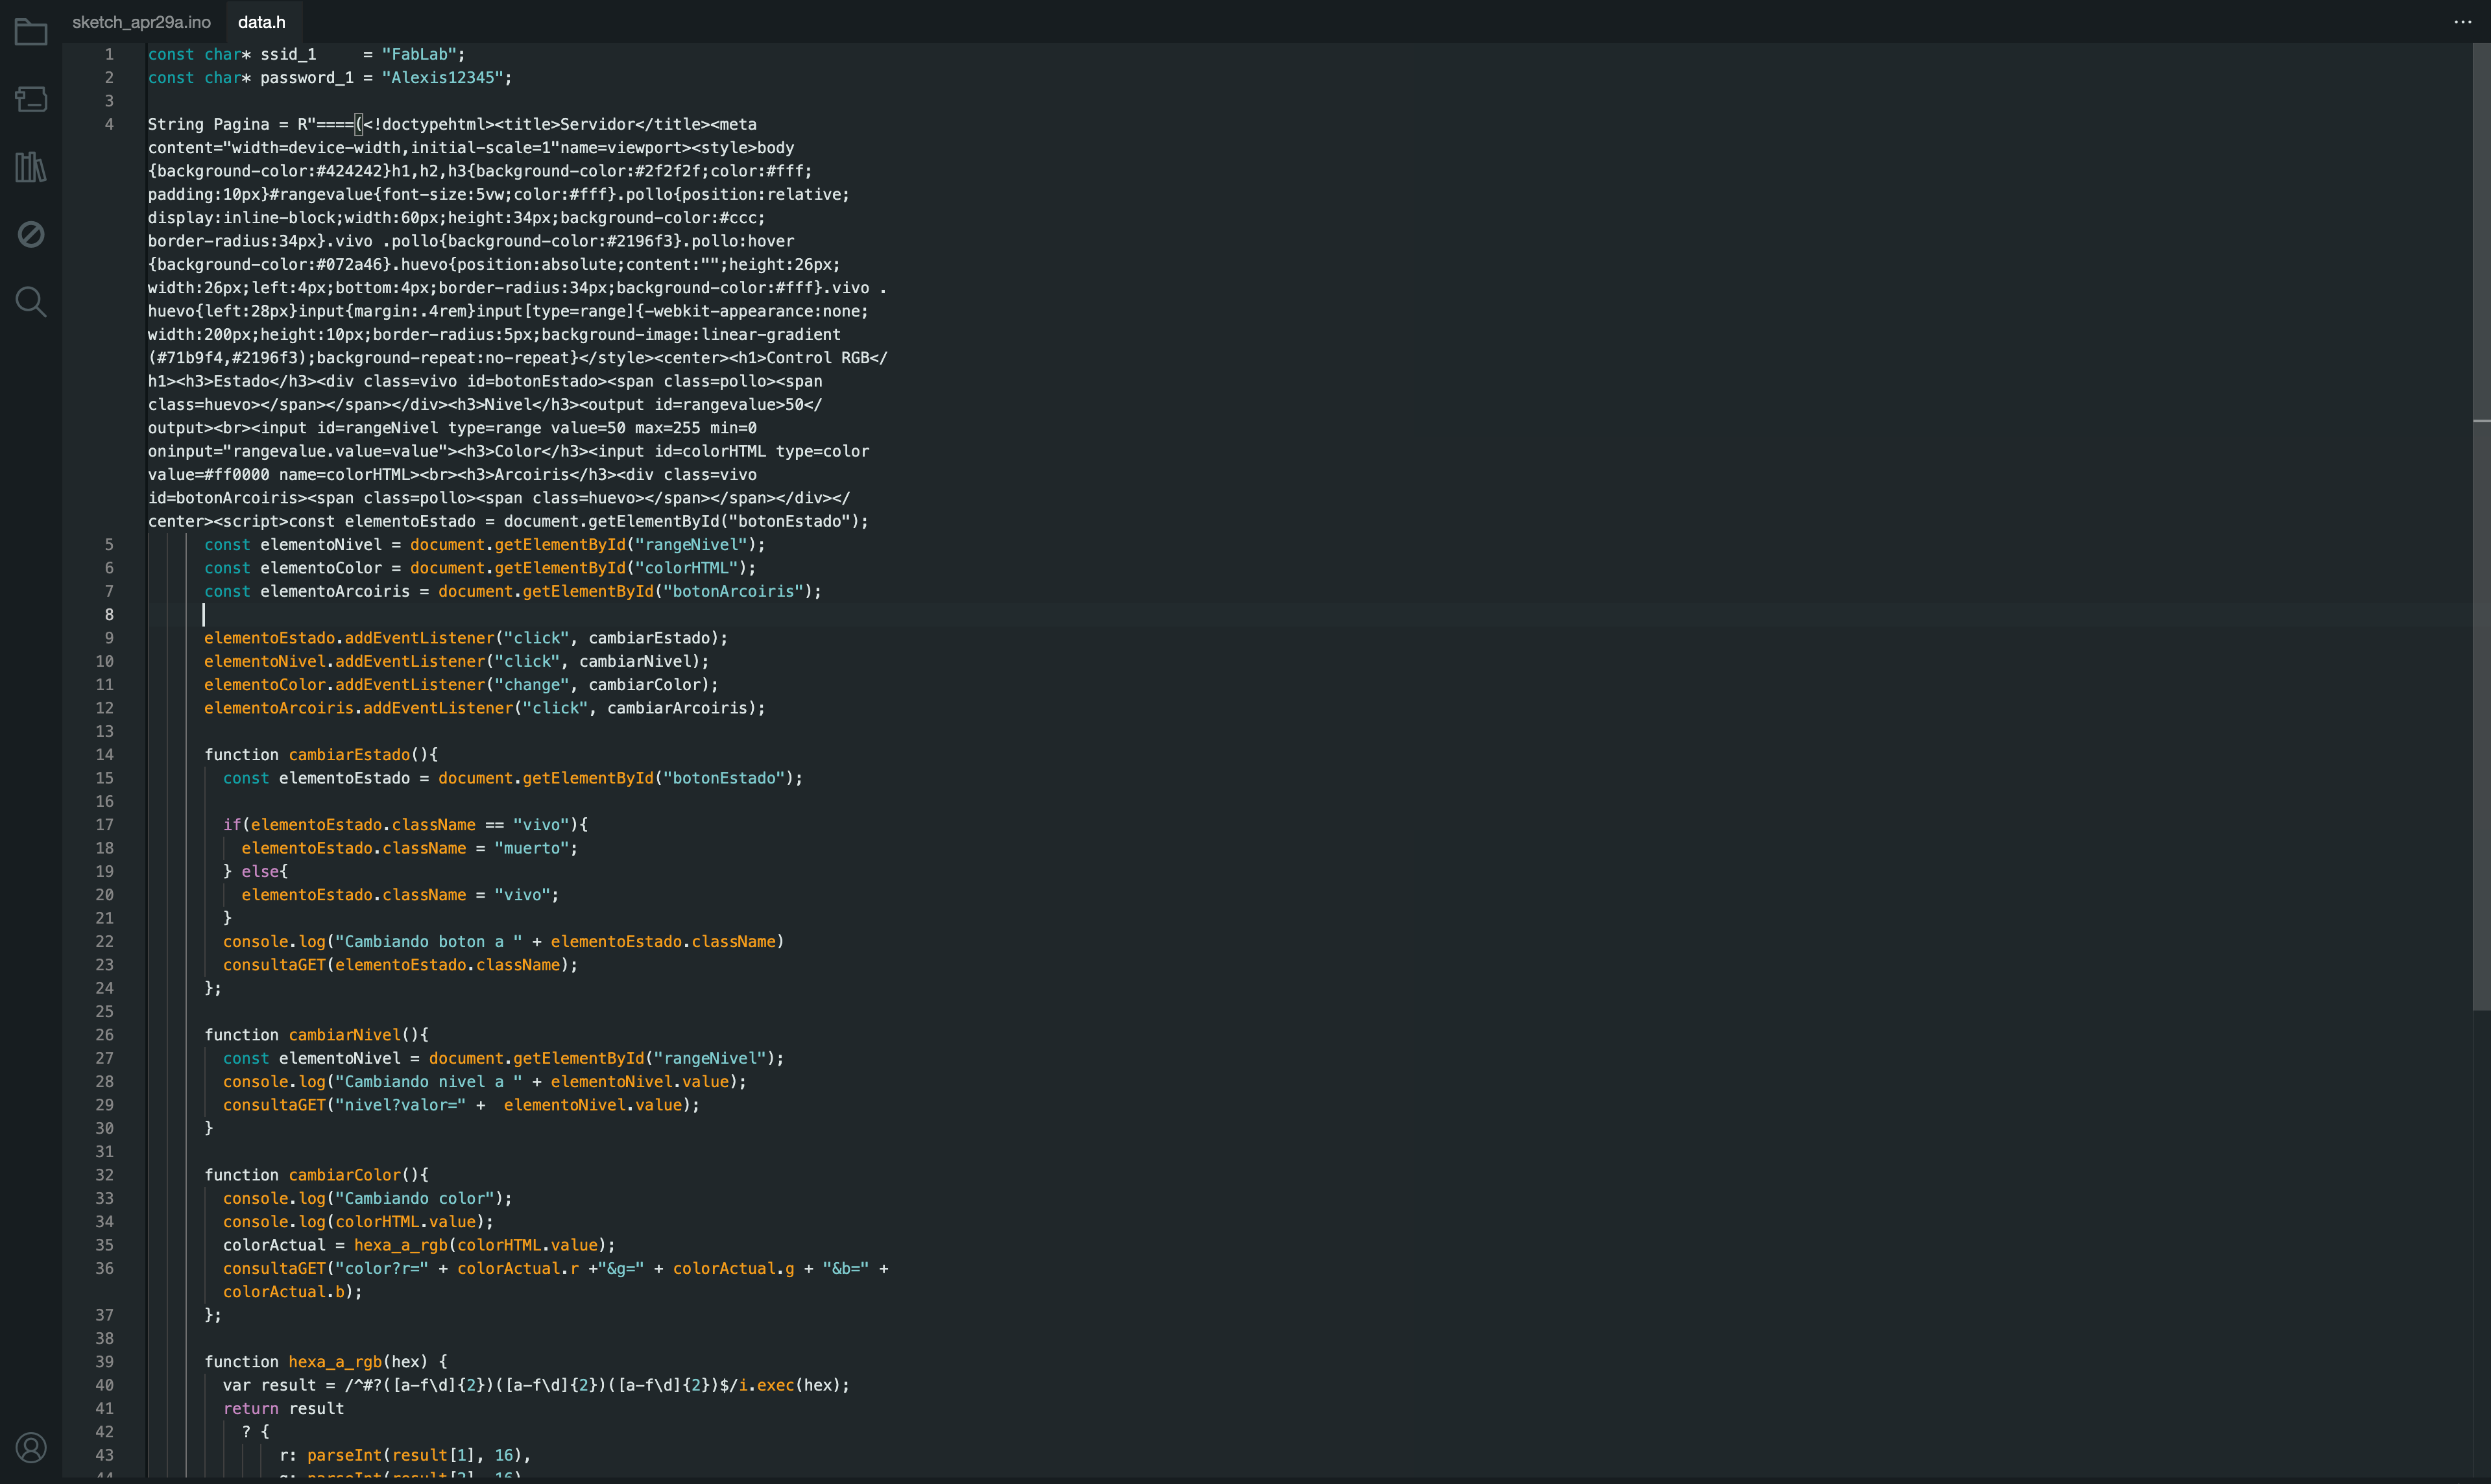 sketch_apr29a.ino data.h ...
1 const char* ssid_1     = "FabLab";
2 const char* password_1 = "Alexis12345";
3
4 String Pagina = R"====(<!doctypehtml><title>Servidor</title><meta
content="width=device-width,initial-scale=1"name=viewport><style>body
{background-color:#424242}h1,h2,h3{background-color:#2f2f2f;color:#fff;
padding:10px}#rangevalue{font-size:5vw;color:#fff}.pollo{position:relative;
display:inline-block;width:60px;height:34px;background-color:#ccc;
border-radius:34px}.vivo .pollo{background-color:#2196f3}.pollo:hover
{background-color:#072a46}.huevo{position:absolute;content:"";height:26px;
width:26px;left:4px;bottom:4px;border-radius:34px;background-color:#fff}.vivo .
huevo{left:28px}input{margin:.4rem}input[type=range]{-webkit-appearance:none;
width:200px;height:10px;border-radius:5px;background-image:linear-gradient
(#71b9f4,#2196f3);background-repeat:no-repeat}</style><center><h1>Control RGB</
h1><h3>Estado</h3><div class=vivo id=botonEstado><span class=pollo><span
class=huevo></span></span></div><h3>Nivel</h3><output id=rangevalue>50</
output><br><input id=rangeNivel type=range value=50 max=255 min=0
oninput="rangevalue.value=value"><h3>Color</h3><input id=colorHTML type=color
value=#ff0000 name=colorHTML><br><h3>Arcoiris</h3><div class=vivo
id=botonArcoiris><span class=pollo><span class=huevo></span></span></div></
center><script>const elementoEstado = document.getElementById("botonEstado");
5 const elementoNivel = document.getElementById("rangeNivel");
6 const elementoColor = document.getElementById("colorHTML");
7 const elementoArcoiris = document.getElementById("botonArcoiris");
8
9 elementoEstado.addEventListener("click", cambiarEstado);
10 elementoNivel.addEventListener("click", cambiarNivel);
11 elementoColor.addEventListener("change", cambiarColor);
12 elementoArcoiris.addEventListener("click", cambiarArcoiris);
13
14 function cambiarEstado(){
15 const elementoEstado = document.getElementById("botonEstado");
16
17 if(elementoEstado.className == "vivo"){
18 elementoEstado.className = "muerto";
19 } else{
20 elementoEstado.className = "vivo";
21 }
22 console.log("Cambiando boton a " + elementoEstado.className)
23 consultaGET(elementoEstado.className);
24 };
25
26 function cambiarNivel(){
27 const elementoNivel = document.getElementById("rangeNivel");
28 console.log("Cambiando nivel a " + elementoNivel.value);
29 consultaGET("nivel?valor=" +  elementoNivel.value);
30 }
31
32 function cambiarColor(){
33 console.log("Cambiando color");
34 console.log(colorHTML.value);
35 colorActual = hexa_a_rgb(colorHTML.value);
36 consultaGET("color?r=" + colorActual.r +"&g=" + colorActual.g + "&b=" +
colorActual.b);
37 };
38
39 function hexa_a_rgb(hex) {
40 var result = /^#?([a-f\d]{2})([a-f\d]{2})([a-f\d]{2})$/i.exec(hex);
41 return result
42 ? {
43 r: parseInt(result[1], 16),
44 g: parseInt(result[2], 16)